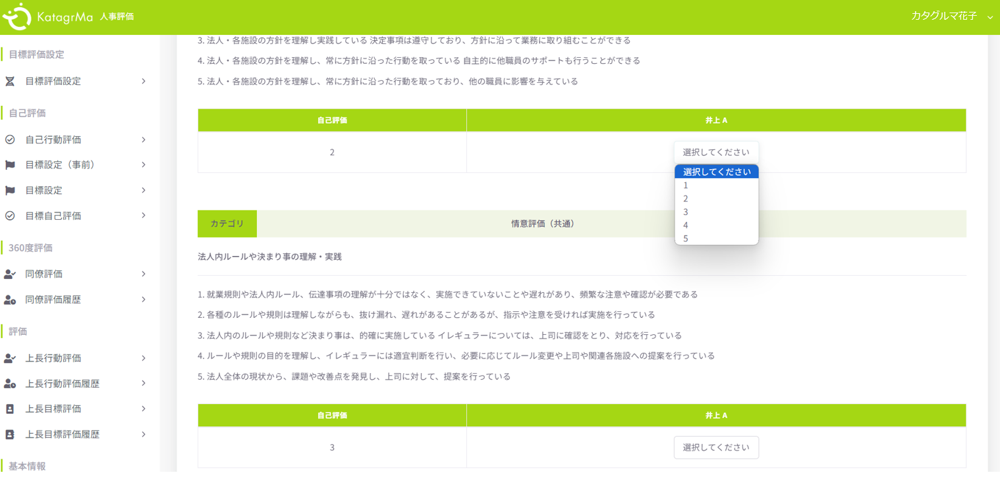 KatagrMa 人事評価
カタグルマ花子
目標評価設定
目標評価設定
自己評価
自己行動評価
目標設定（事前）
目標設定
目標自己評価
360度評価
同僚評価
同僚評価履歴
評価
上長行動評価
上長行動評価履歴
上長目標評価
上長目標評価履歴
基本情報
3. 法人・各施設の方針を理解し実践している 決定事項は遵守しており、方針に沿って業務に取り組むことができる
4. 法人・各施設の方針を理解し、常に方針に沿った行動を取っている 自主的に他職員のサポートも行うことができる
5. 法人・各施設の方針を理解し、常に方針に沿った行動を取っており、他の職員に影響を与えている
自己評価 井上 A
2 選択してください
選択してください
1
2
3
4
5
カテゴリ 情意評価（共通）
法人内ルールや決まり事の理解・実践
1. 就業規則や法人内ルール、伝達事項の理解が十分ではなく、実施できていないことや遅れがあり、頻繁な注意や確認が必要である
2. 各種のルールや規則は理解しながらも、抜け漏れ、遅れがあることがあるが、指示や注意を受ければ実施を行っている
3. 法人内のルールや規則など決まり事は、的確に実施している イレギュラーについては、上司に確認をとり、対応を行っている
4. ルールや規則の目的を理解し、イレギュラーには適宜判断を行い、必要に応じてルール変更や上司や関連各施設への提案を行っている
5. 法人全体の現状から、課題や改善点を発見し、上司に対して、提案を行っている
自己評価 井上 A
3 選択してください